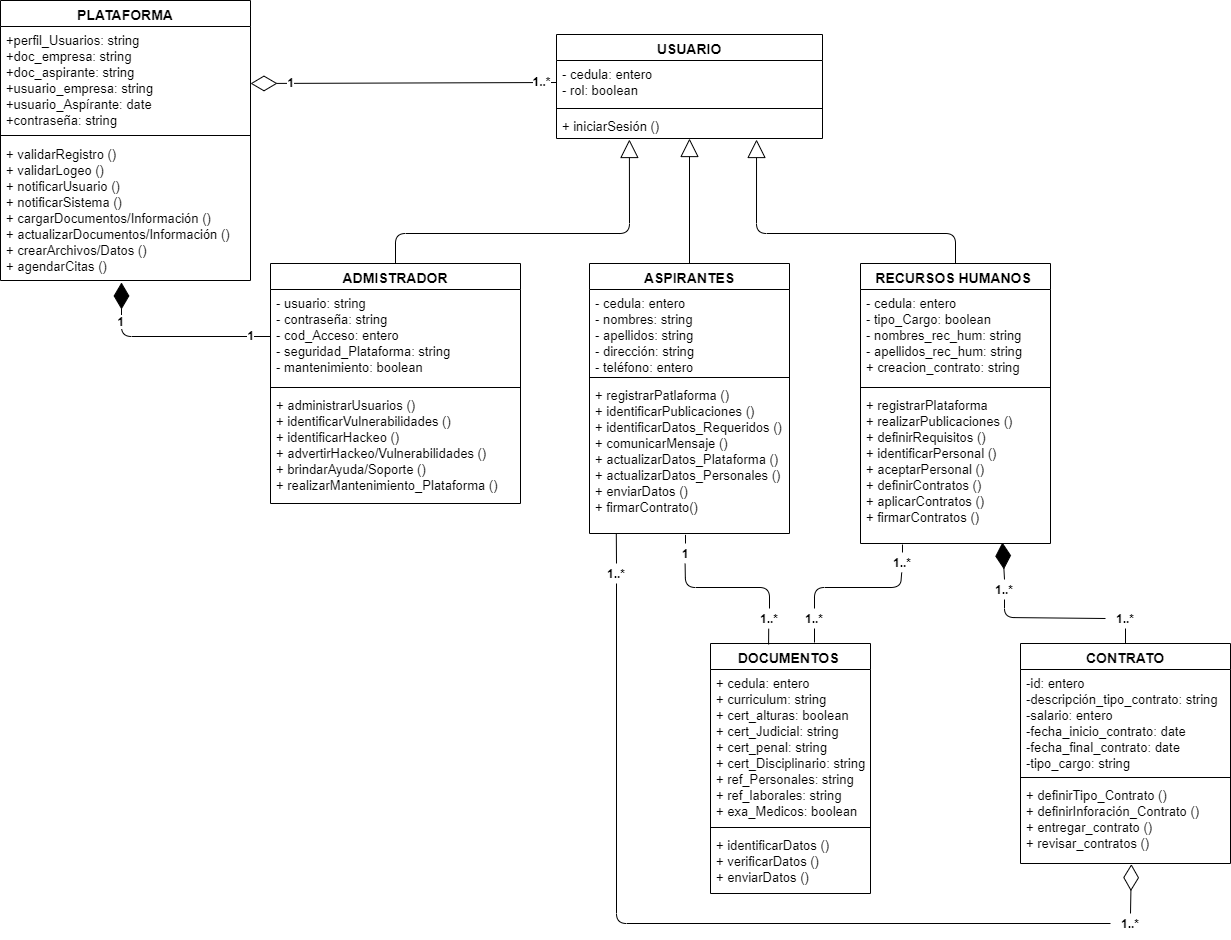 PLATAFORMA
+perfil_Usuarios: string
+doc_empresa: string
+doc_aspirante: string
+usuario_empresa: string
+usuario_Aspírante: date
+contraseña: string
+ validarRegistro ()
+ validarLogeo ()
+ notificarUsuario ()
+ notificarSistema ()
+ cargarDocumentos/Información ()
+ actualizarDocumentos/Información ()
+ crearArchivos/Datos ()
+ agendarCitas ()
1
1..*
USUARIO
- cedula: entero
- rol: boolean
+ iniciarSesión ()
1
1
ADMISTRADOR
- usuario: string
- contraseña: string
- cod_Acceso: entero
- seguridad_Plataforma: string
- mantenimiento: boolean
+ administrarUsuarios ()
+ identificarVulnerabilidades ()
+ identificarHackeo ()
+ advertirHackeo/Vulnerabilidades ()
+ brindarAyuda/Soporte ()
+ realizarMantenimiento_Plataforma ()
ASPIRANTES
- cedula: entero
- nombres: string
- apellidos: string
- dirección: string
- teléfono: entero
+ registrarPatlaforma ()
+ identificarPublicaciones ()
+ identificarDatos_Requeridos ()
+ comunicarMensaje ()
+ actualizarDatos_Plataforma ()
+ actualizarDatos_Personales ()
+ enviarDatos ()
+ firmarContrato()
RECURSOS HUMANOS
- cedula: entero
- tipo_Cargo: boolean
- nombres_rec_hum: string
- apellidos_rec_hum: string
+ creacion_contrato: string
+ registrarPlataforma
+ realizarPublicaciones ()
+ definirRequisitos ()
+ identificarPersonal ()
+ aceptarPersonal ()
+ definirContratos ()
+ aplicarContratos ()
+ firmarContratos ()
1..*
1
1..*
1..*
1..*
1..*
1..*
DOCUMENTOS
+ cedula: entero
+ curriculum: string
+ cert_alturas: boolean
+ cert_Judicial: string
+ cert_penal: string
+ cert_Disciplinario: string
+ ref_Personales: string
+ ref_laborales: string
+ exa_Medicos: boolean
+ identificarDatos ()
+ verificarDatos ()
+ enviarDatos ()
CONTRATO
-id: entero
-descripción_tipo_contrato: string
-salario: entero
-fecha_inicio_contrato: date
-fecha_final_contrato: date
-tipo_cargo: string
+ definirTipo_Contrato ()
+ definirInforación_Contrato ()
+ entregar_contrato ()
+ revisar_contratos ()
1..*